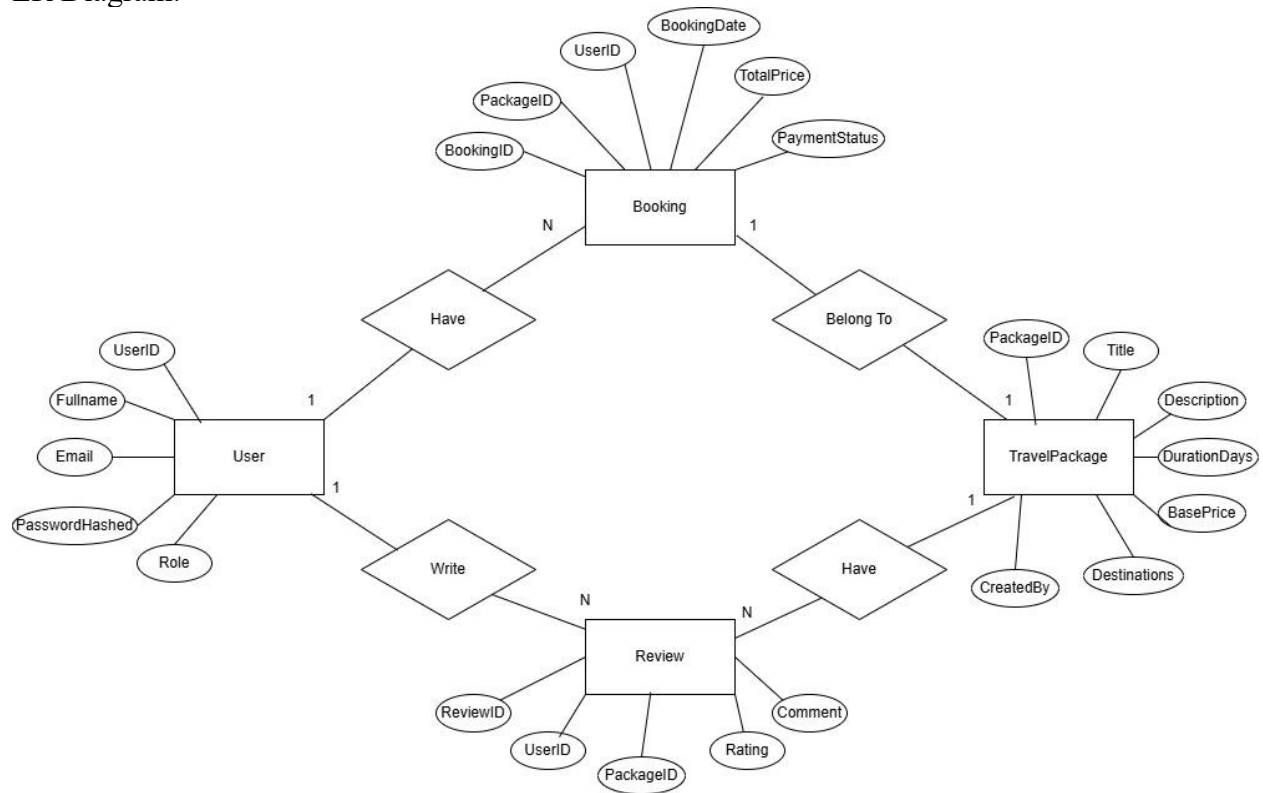 ER Diagram:
BookingDate
UserID
TotalPrice
PackageID
PaymentStatus
BookingID
Booking
N
1
Have
Belong To
PackageID
Title
UserID
Fullname
Description
1
1
Email
User
TravelPackage
DurationDays
1
1
BasePrice
PasswordHashed
Role
Write
Have
Destinations
CreatedBy
N
N
Review
ReviewID
Comment
UserID
Rating
PackageID